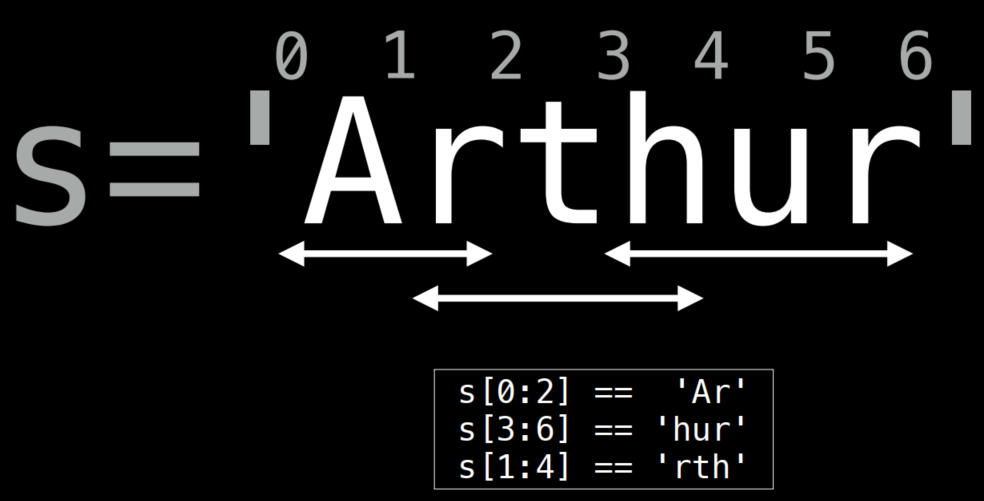 0 1 2 3 4 5 6
s='Arthur'
s[0:2] == 'Ar'
s[3:6] == 'hur'
s[1:4] == 'rth'